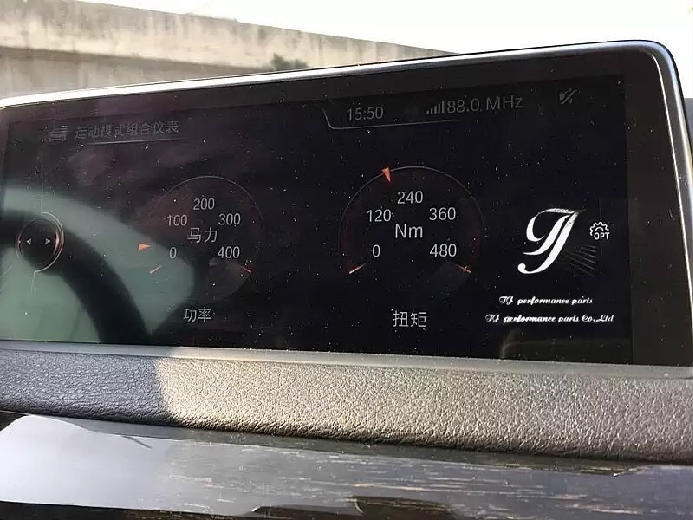 15:50 88.0 MHz
运动模式组合仪表
200
100 300
马力
0 400
功率
240
120 360
Nm
0 480
扭矩
TJ
OPT
TJ performance parts
TJ performance parts Co.,Ltd